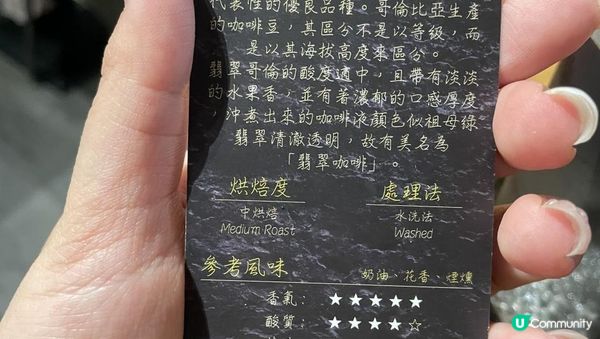 代表性的優良品種。哥倫比亞生產
的咖啡豆，其區分不是以等級，而
是以其海拔高度來區分。
翡翠哥倫的酸度適中，且帶有淡淡
的水果香，並有著濃郁的口感厚度
，沖煮出來的咖啡液顏色似祖母綠
翡翠清澈透明，故有美名為
「翡翠咖啡」。
烘焙度
中烘焙
Medium Roast
處理法
水洗法
Washed
參考風味 奶油、花香、煙燻
香氣：★★★★★
酸質：★★★★☆
U Community